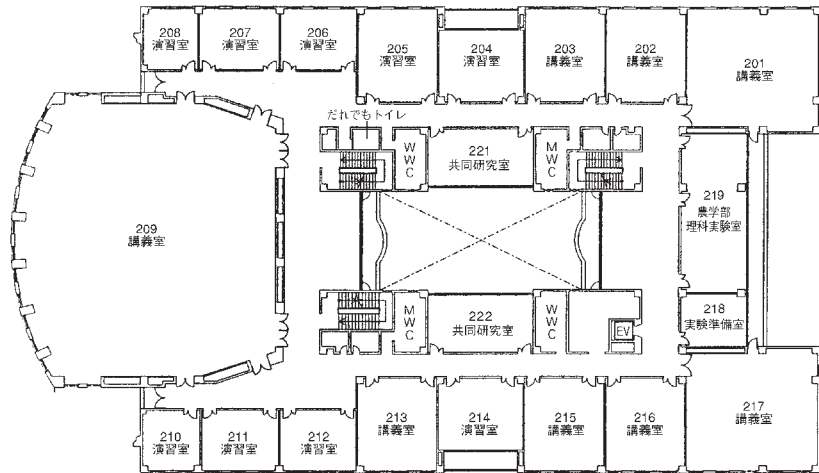 208
演習室
207
演習室
206
演習室
205
演習室
204
演習室
203
講義室
202
講義室
201
講義室
だれでもトイレ
WWC
221
共同研究室
MWC
219
農学部
理科実験室
209
講義室
218
実験準備室
MWC
222
共同研究室
WWC
EV
213
講義室
214
演習室
215
講義室
216
講義室
217
講義室
210
演習室
211
演習室
212
演習室